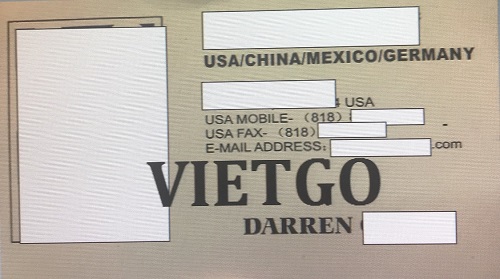 USA/CHINA/MEXICO/GERMANY
USA
USA MOBILE- (818)
USA FAX- (818) -
E-MAIL ADDRESS: .com
VIETGO
DARREN